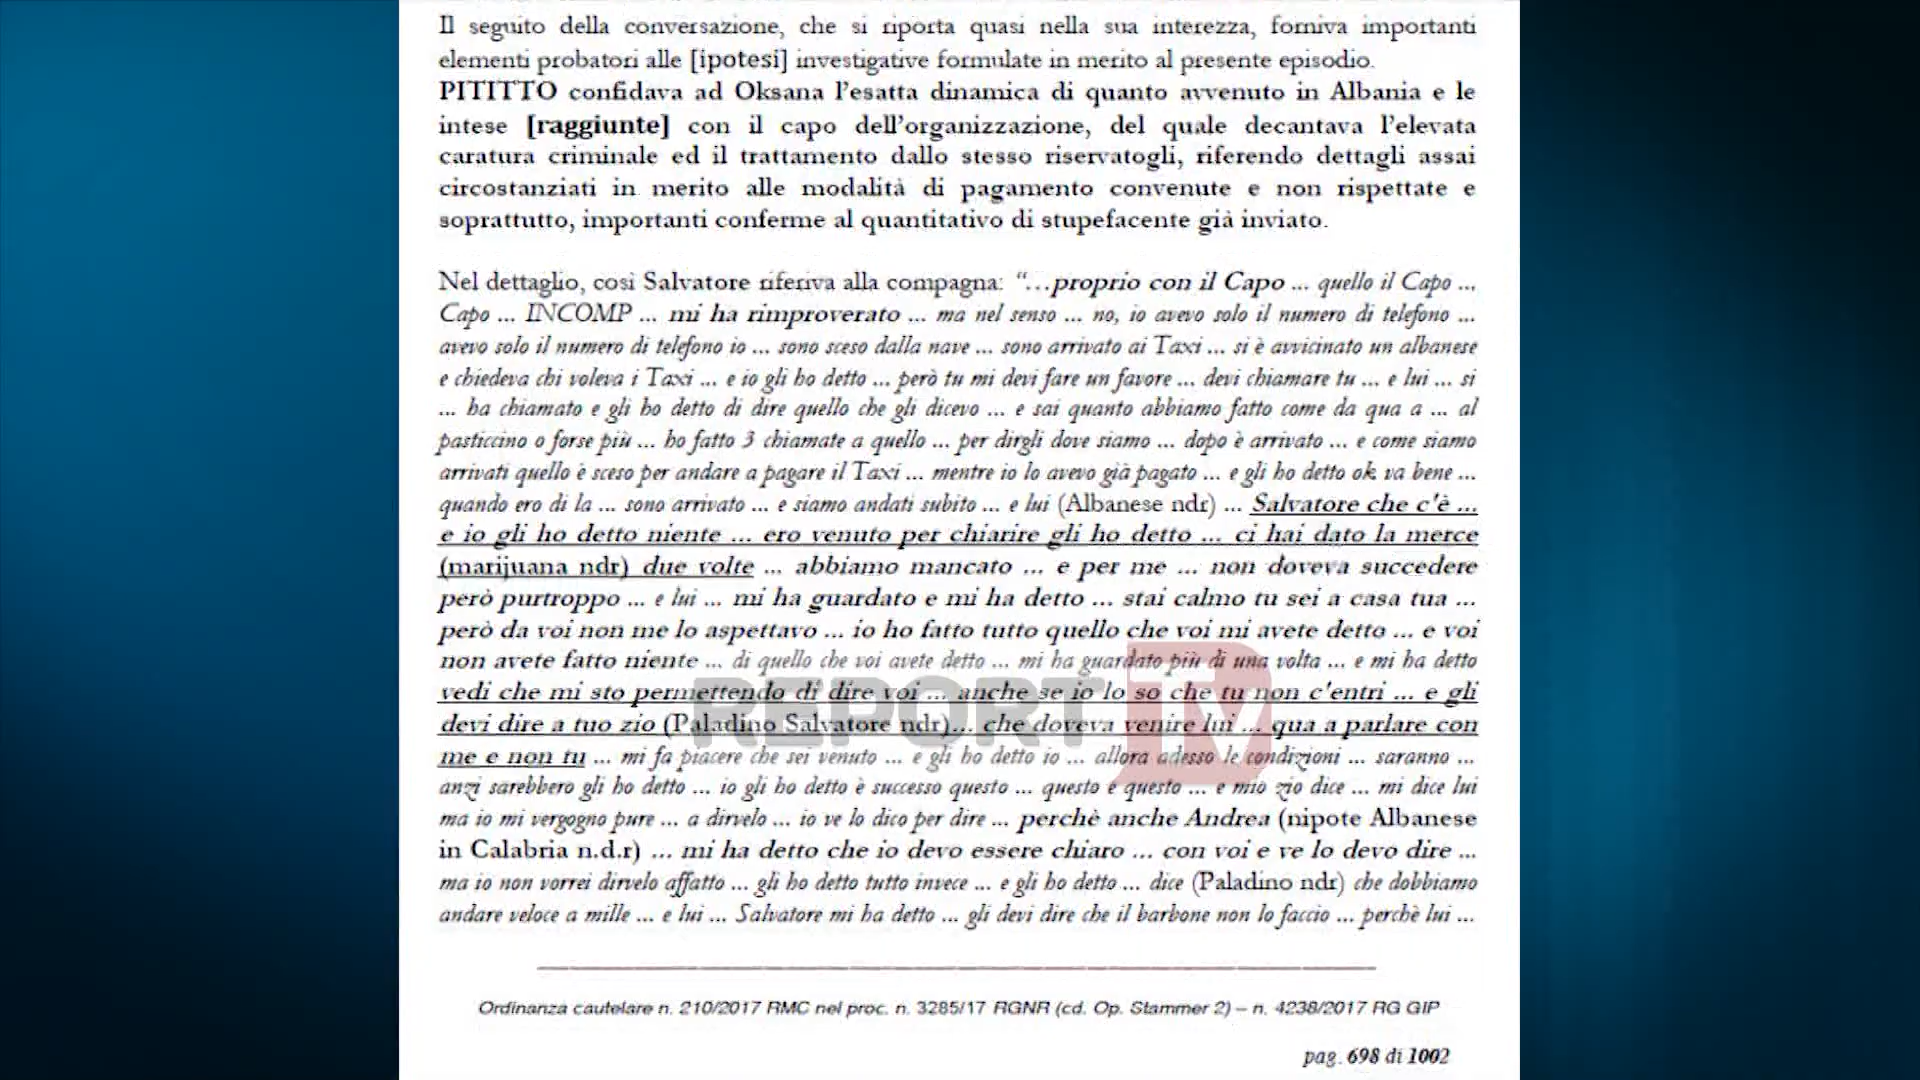 Il seguito della conversazione, che si riporta quasi nella sua interezza, forniva importanti
elementi probatori alle [ipotesi] investigative formulate in merito al presente episodio.
PITITTO confidava ad Oksana l'esatta dinamica di quanto avvenuto in Albania e le
intese [raggiunte] con il capo dell'organizzazione, del quale decantava l'elevata
caratura criminale ed il trattamento dallo stesso riservatogli, riferendo dettagli assai
circostanziati in merito alle modalità di pagamento convenute e non rispettate e
soprattutto, importanti conferme al quantitativo di stupefacente già inviato.
Nel dettaglio, così Salvatore riferiva alla compagna: “…proprio con il Capo ... quello il Capo ...
Capo ... INCOMP ... mi ha rimproverato ... ma nel senso ... no, io avevo solo il numero di telefono ...
avevo solo il numero di telefono io ... sono sceso dalla nave ... sono arrivato ai Taxi ... si è avvicinato un albanese
e chiedeva chi voleva i Taxi ... e io gli ho detto ... però tu mi devi fare un favore ... devi chiamare tu ... e lui ... si
... ha chiamato e gli ho detto di dire quello che gli dicevo ... e sai quanto abbiamo fatto come da qua a ... al
pasticcino o forse più ... ho fatto 3 chiamate a quello ... per dirgli dove siamo ... dopo è arrivato ... e come siamo
arrivati quello è sceso per andare a pagare il Taxi ... mentre io lo avevo già pagato ... e gli ho detto ok va bene ...
quando ero di la ... sono arrivato ... e siamo andati subito ... e lui (Albanese ndr) ... Salvatore che c'è ...
e io gli ho detto niente ... ero venuto per chiarire gli ho detto ... ci hai dato la merce
(marijuana ndr) due volte ... abbiamo mancato ... e per me ... non doveva succedere
però purtroppo ... e lui ... mi ha guardato e mi ha detto ... stai calmo tu sei a casa tua ...
però da voi non me lo aspettavo ... io ho fatto tutto quello che voi mi avete detto ... e voi
non avete fatto niente ... di quello che voi avete detto ... mi ha guardato più di una volta ... e mi ha detto
vedi che mi sto permettendo di dire voi ... anche se io lo so che tu non c'entri ... e gli
devi dire a tuo zio (Paladino Salvatore ndr)... che doveva venire lui ... qua a parlare con
me e non tu ... mi fa piacere che sei venuto ... e gli ho detto io ... allora adesso le condizioni ... saranno ...
anzi sarebbero gli ho detto ... io gli ho detto è successo questo ... questo e questo ... e mio zio dice ... mi dice lui
ma io mi vergogno pure ... a dirvelo ... io ve lo dico per dire ... perchè anche Andrea (nipote Albanese
in Calabria n.d.r) ... mi ha detto che io devo essere chiaro ... con voi e ve lo devo dire ...
ma io non vorrei dirvelo affatto ... gli ho detto tutto invece ... e gli ho detto ... dice (Paladino ndr) che dobbiamo
andare veloce a mille ... e lui ... Salvatore mi ha detto ... gli devi dire che il barbone non lo faccio ... perchè lui ...
REPORT TV
Ordinanza cautelare n. 210/2017 RMC nel proc. n. 3285/17 RGNR (cd. Op. Stammer 2) – n. 4238/2017 RG GIP
pag. 698 di 1002